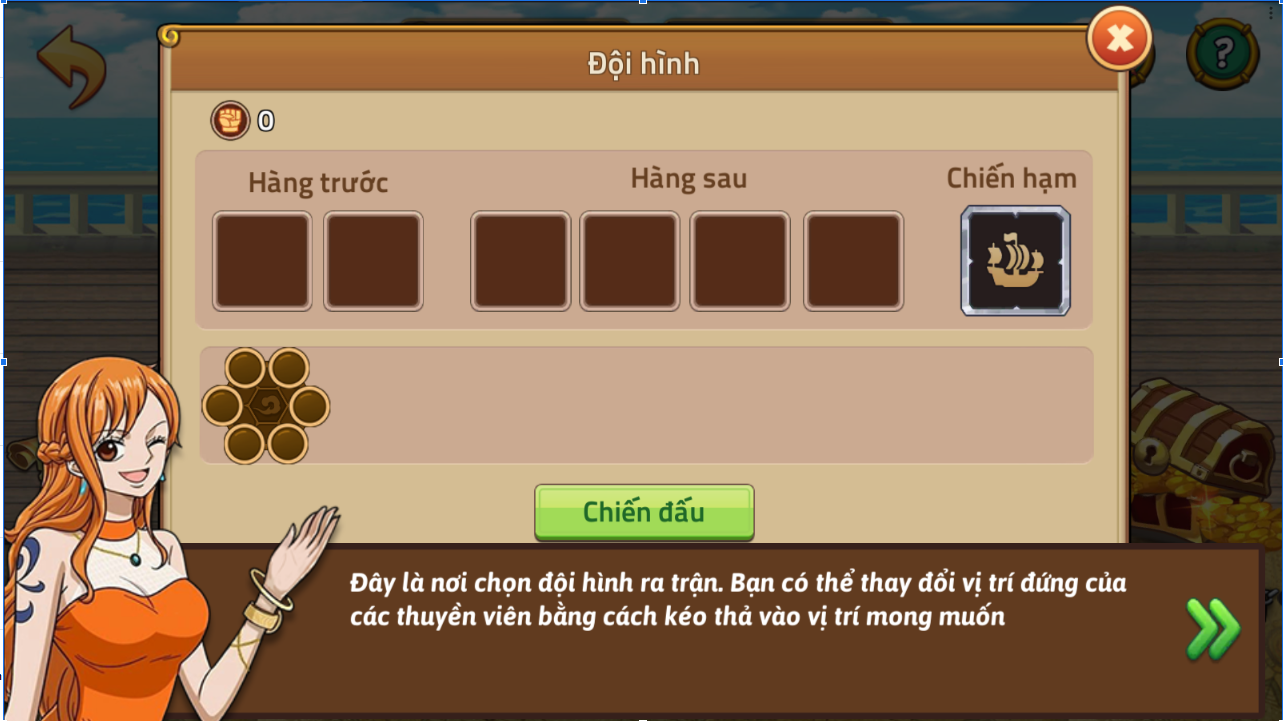 Đội hình
0
Hàng trước
Hàng sau
Chiến hạm
Chiến đấu
Đây là nơi chọn đội hình ra trận. Bạn có thể thay đổi vị trí đứng của
các thuyền viên bằng cách kéo thả vào vị trí mong muốn
?